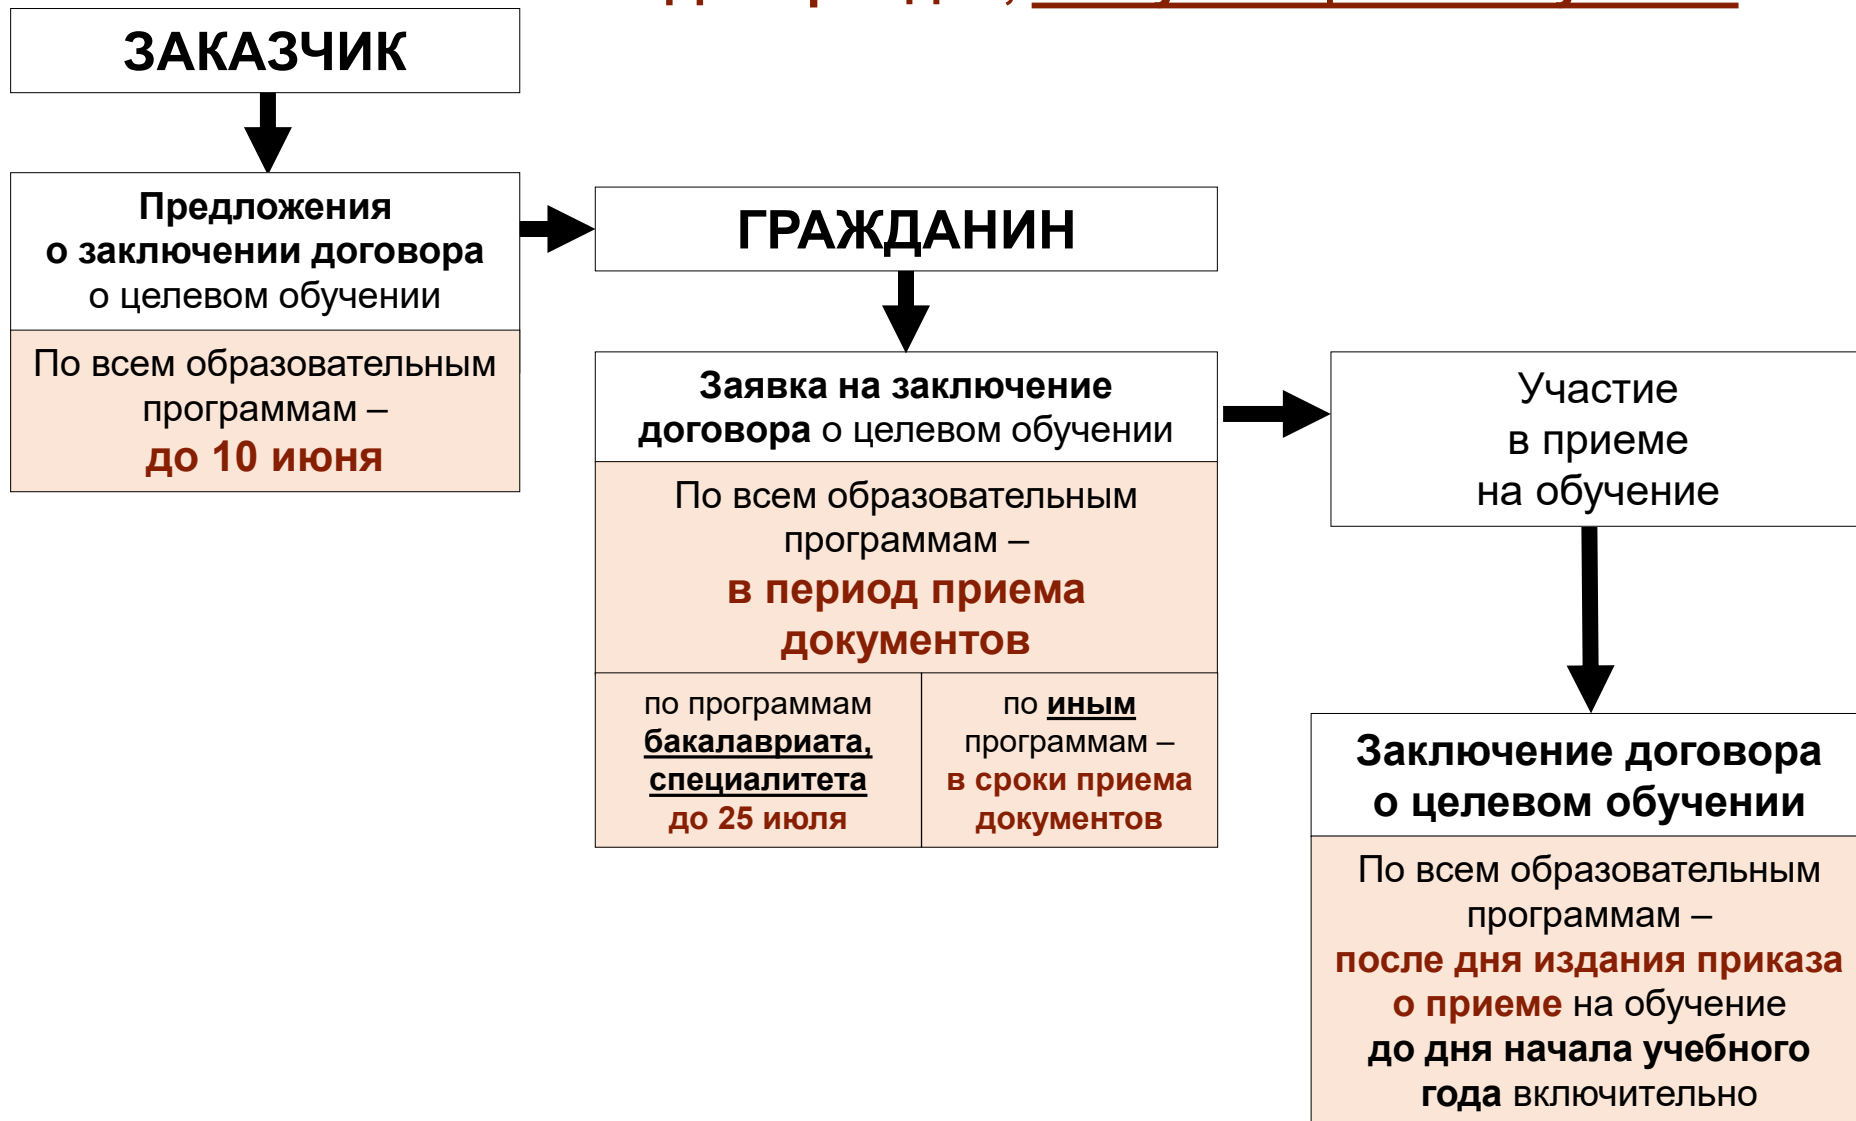 ЗАКАЗЧИК
Предложения
о заключении договора
о целевом обучении
По всем образовательным
программам –
до 10 июня
ГРАЖДАНИН
Заявка на заключение
договора о целевом обучении
По всем образовательным
программам –
в период приема
документов
по программам
бакалавриата,
специалитета
до 25 июля
по иным
программам –
в сроки приема
документов
Участие
в приеме
на обучение
Заключение договора
о целевом обучении
По всем образовательным
программам –
после дня издания приказа
о приеме на обучение
до дня начала учебного
года включительно